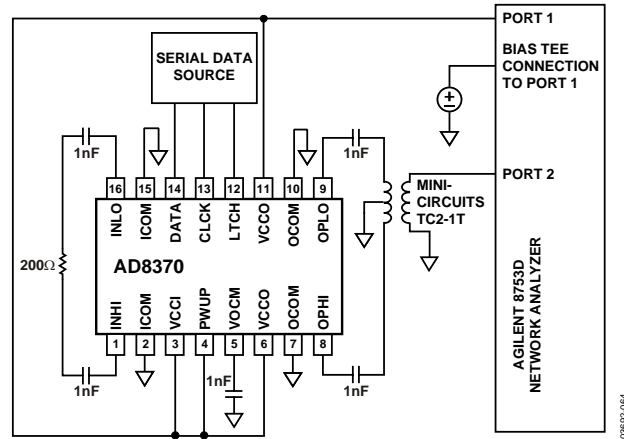 PORT 1
BIAS TEE
CONNECTION
TO PORT 1
SERIAL DATA
SOURCE
1nF
1nF
16 15 14 13 12 11 10 9
INLO ICOM DATA CLCK LTCH VCCO OCOM OPLO
MINI-
CIRCUITS
TC2-1T
PORT 2
200Ω
AD8370
INHI ICOM VCCI PWUP VOCM VCCO OCOM OPHI
1 2 3 4 5 6 7 8
1nF
1nF
1nF
AGILENT 8753D
NETWORK ANALYZER
03692-064